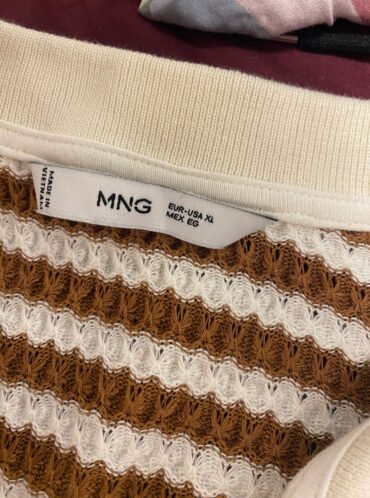 MADE IN
VIETNAM
MNG
EUR-USA XL
MEX EG